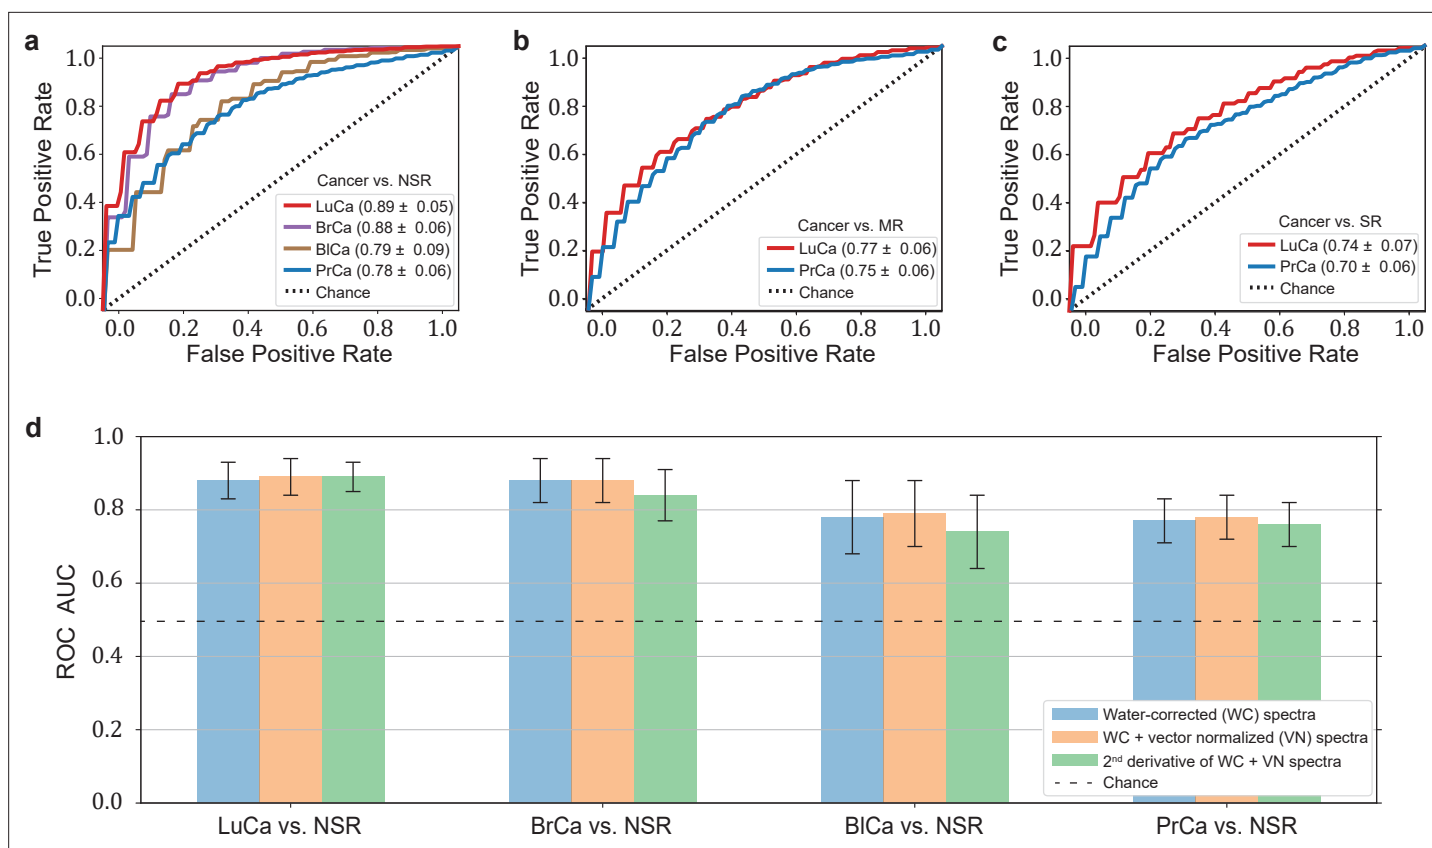 a
True Positive Rate
1.0
0.8
0.6
0.4
0.2
0.0
Cancer vs. NSR
LuCa (0.89 ± 0.05)
BrCa (0.88 ± 0.06)
BlCa (0.79 ± 0.09)
PrCa (0.78 ± 0.06)
Chance
0.0 0.2 0.4 0.6 0.8 1.0
False Positive Rate
b
True Positive Rate
1.0
0.8
0.6
0.4
0.2
0.0
Cancer vs. MR
LuCa (0.77 ± 0.06)
PrCa (0.75 ± 0.06)
Chance
0.0 0.2 0.4 0.6 0.8 1.0
False Positive Rate
c
True Positive Rate
1.0
0.8
0.6
0.4
0.2
0.0
Cancer vs. SR
LuCa (0.74 ± 0.07)
PrCa (0.70 ± 0.06)
Chance
0.0 0.2 0.4 0.6 0.8 1.0
False Positive Rate
d
ROC AUC
1.0
0.8
0.6
0.4
0.2
0.0
Water-corrected (WC) spectra
WC + vector normalized (VN) spectra
2nd derivative of WC + VN spectra
Chance
LuCa vs. NSR BrCa vs. NSR BlCa vs. NSR PrCa vs. NSR